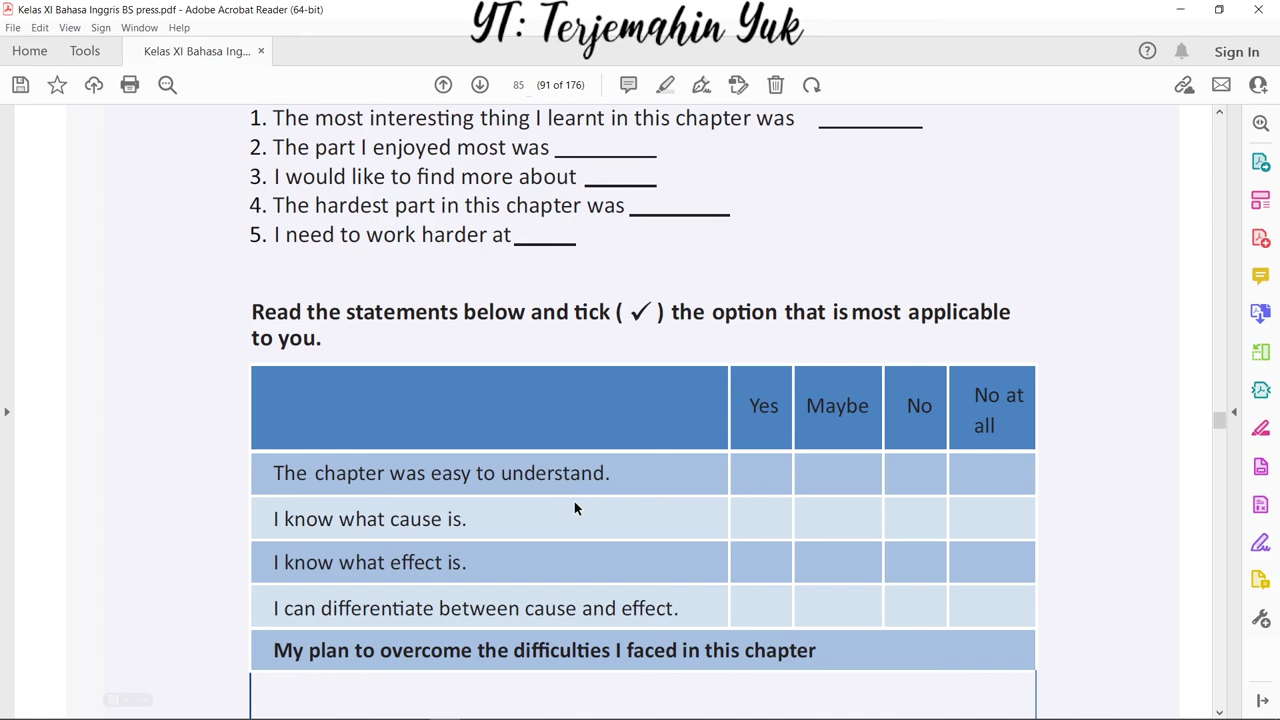 Kelas XI Bahasa Inggris BS press.pdf - Adobe Acrobat Reader (64-bit)
YT: Terjemahin Yuk
File Edit View Sign Window Help
Home Tools Kelas XI Bahasa Ing... × Sign In
85 (91 of 176)
1. The most interesting thing I learnt in this chapter was ________
2. The part I enjoyed most was ________
3. I would like to find more about ______
4. The hardest part in this chapter was ________
5. I need to work harder at _____
Read the statements below and tick ( ✓ ) the option that is most applicable
to you.
Yes Maybe No No at
all
The chapter was easy to understand.
I know what cause is.
I know what effect is.
I can differentiate between cause and effect.
My plan to overcome the difficulties I faced in this chapter